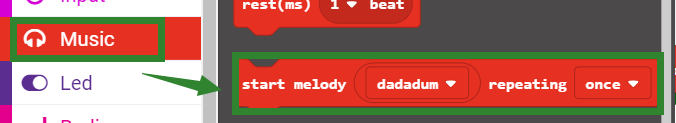 Input
rest(ms) 1 beat
Music
Led
start melody dadadum repeating once